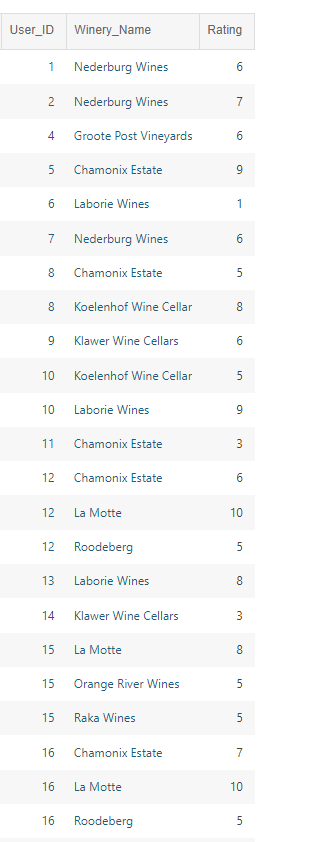 User_ID Winery_Name Rating
1 Nederburg Wines 6
2 Nederburg Wines 7
4 Groote Post Vineyards 6
5 Chamonix Estate 9
6 Laborie Wines 1
7 Nederburg Wines 6
8 Chamonix Estate 5
8 Koelenhof Wine Cellar 8
9 Klawer Wine Cellars 6
10 Koelenhof Wine Cellar 5
10 Laborie Wines 9
11 Chamonix Estate 3
12 Chamonix Estate 6
12 La Motte 10
12 Roodeberg 5
13 Laborie Wines 8
14 Klawer Wine Cellars 3
15 La Motte 8
15 Orange River Wines 5
15 Raka Wines 5
16 Chamonix Estate 7
16 La Motte 10
16 Roodeberg 5